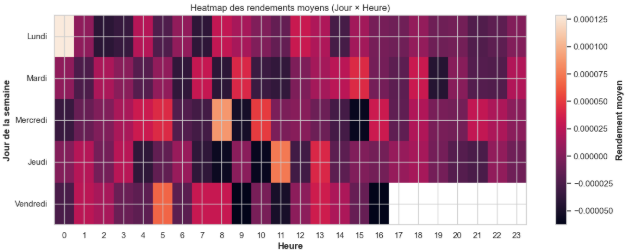 Heatmap des rendements moyens (Jour × Heure)
Jour de la semaine
Lundi
Mardi
Mercredi
Jeudi
Vendredi
0 1 2 3 4 5 6 7 8 9 10 11 12 13 14 15 16 17 18 19 20 21 22 23
Heure
0.000125
0.000100
0.000075
0.000050
0.000025
0.000000
−0.000025
−0.000050
Rendement moyen